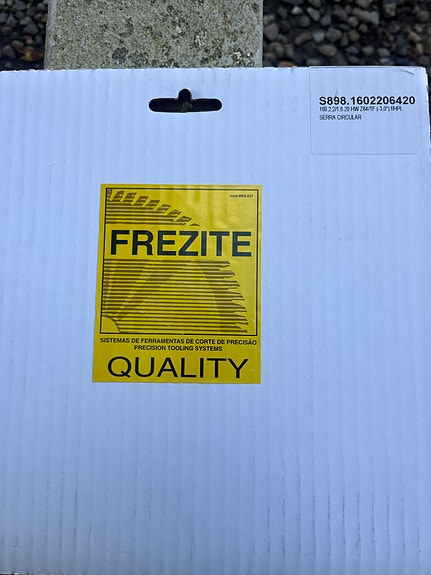 S898.1602206420
160 2,2/1,6 20 HW Z64/TF (-3.0°) MHPL
SERRA CIRCULAR
FREZITE
SISTEMAS DE FERRAMENTAS DE CORTE DE PRECISÃO
PRECISION TOOLING SYSTEMS
QUALITY